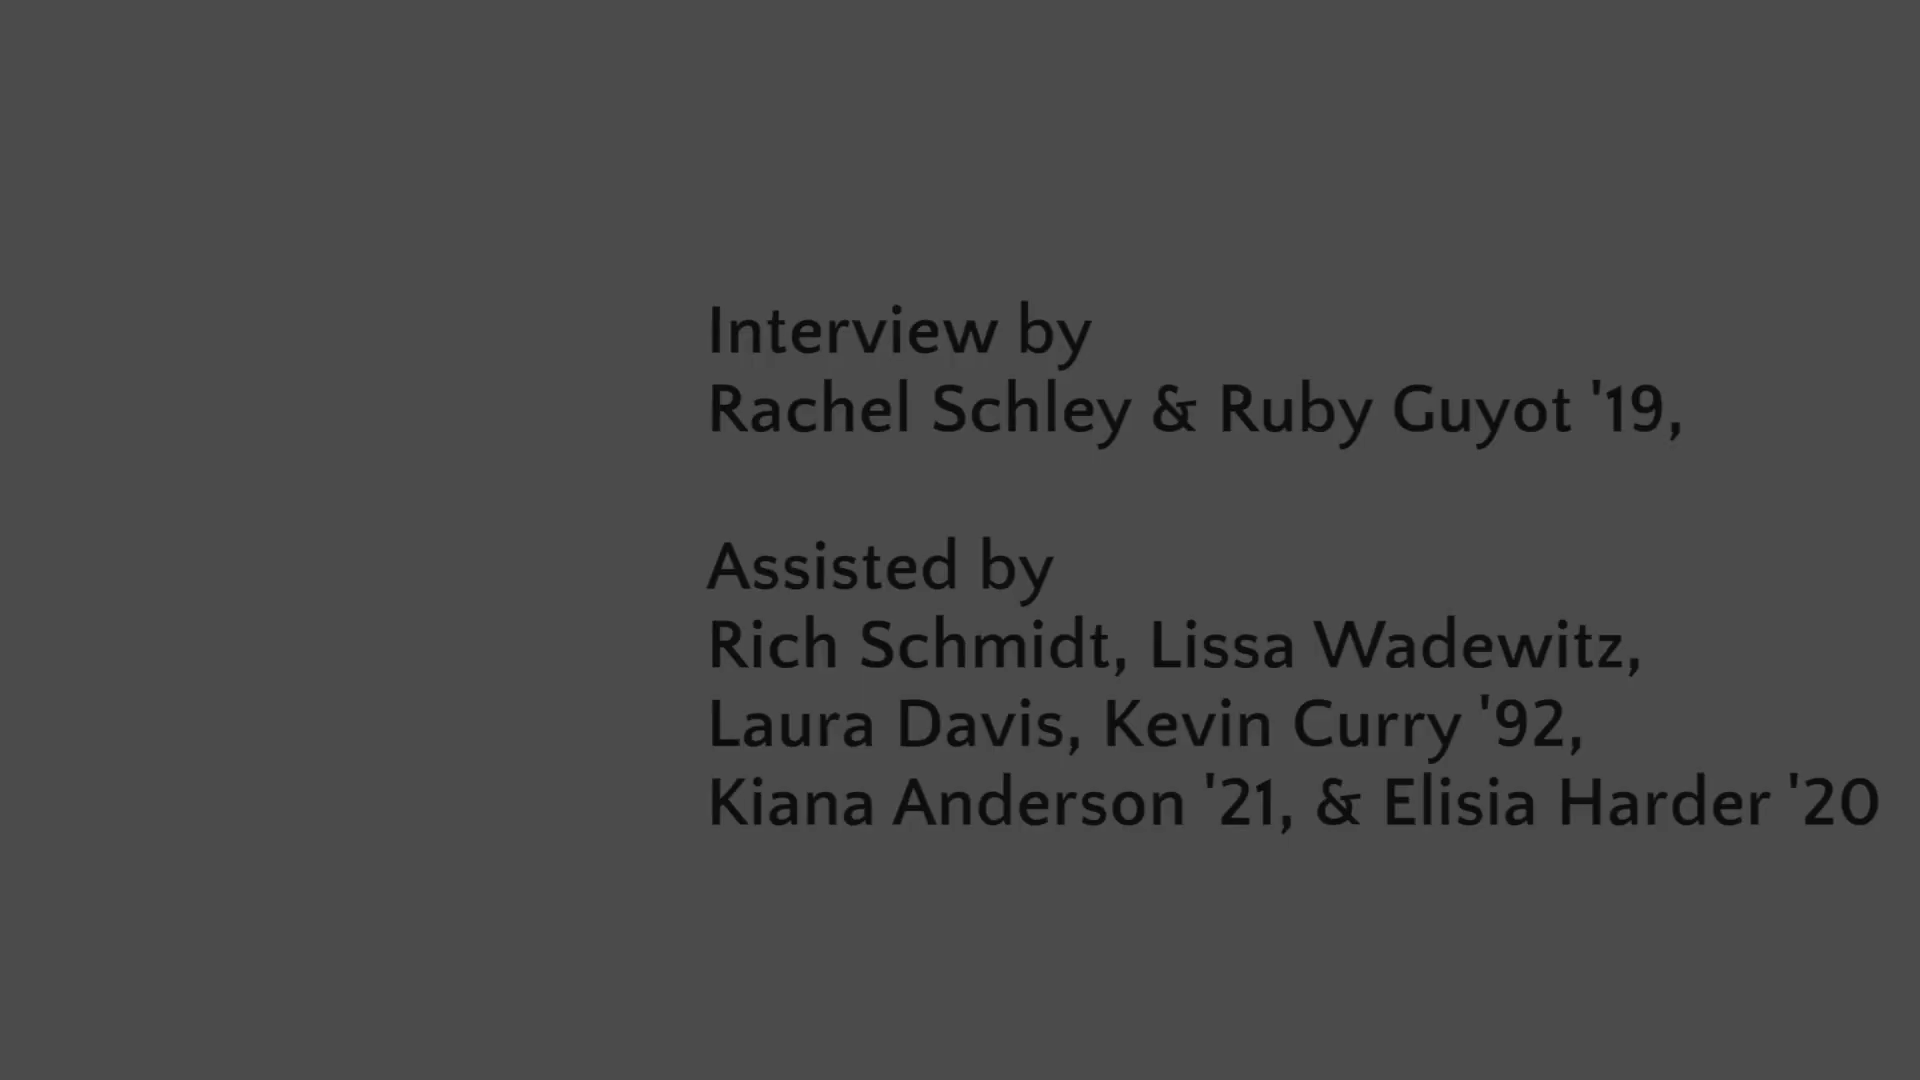 Interview by
Rachel Schley & Ruby Guyot '19,
Assisted by
Rich Schmidt, Lissa Wadewitz,
Laura Davis, Kevin Curry '92,
Kiana Anderson '21, & Elisia Harder '20